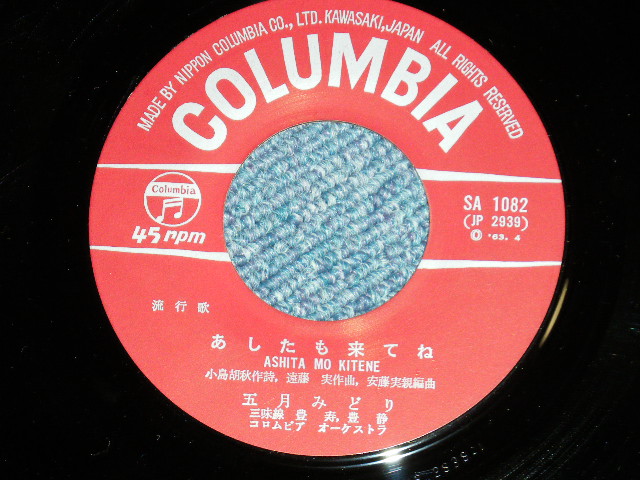 MADE BY NIPPON COLUMBIA CO., LTD. KAWASAKI, JAPAN ALL RIGHTS RESERVED
COLUMBIA
Columbia
45 rpm
SA 1082
(JP 2939)
Ⓟ '63. 4
流行歌
あしたも来てね
ASHITA MO KITENE
小島胡秋作詩, 遠藤 実作曲, 安藤実親編曲
五月みどり
三味線 豊 寿, 豊 静
コロムビア オーケストラ